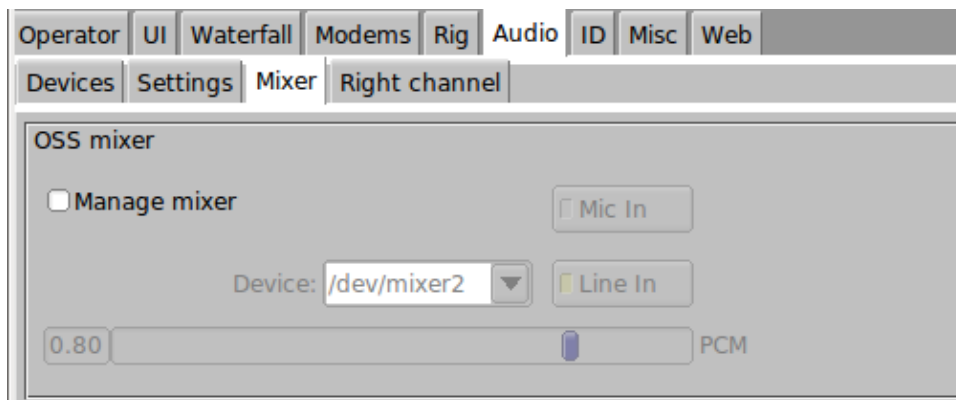 Operator UI Waterfall Modems Rig Audio ID Misc Web
Devices Settings Mixer Right channel
OSS mixer
Manage mixer Mic In
Device: /dev/mixer2 Line In
0.80 PCM